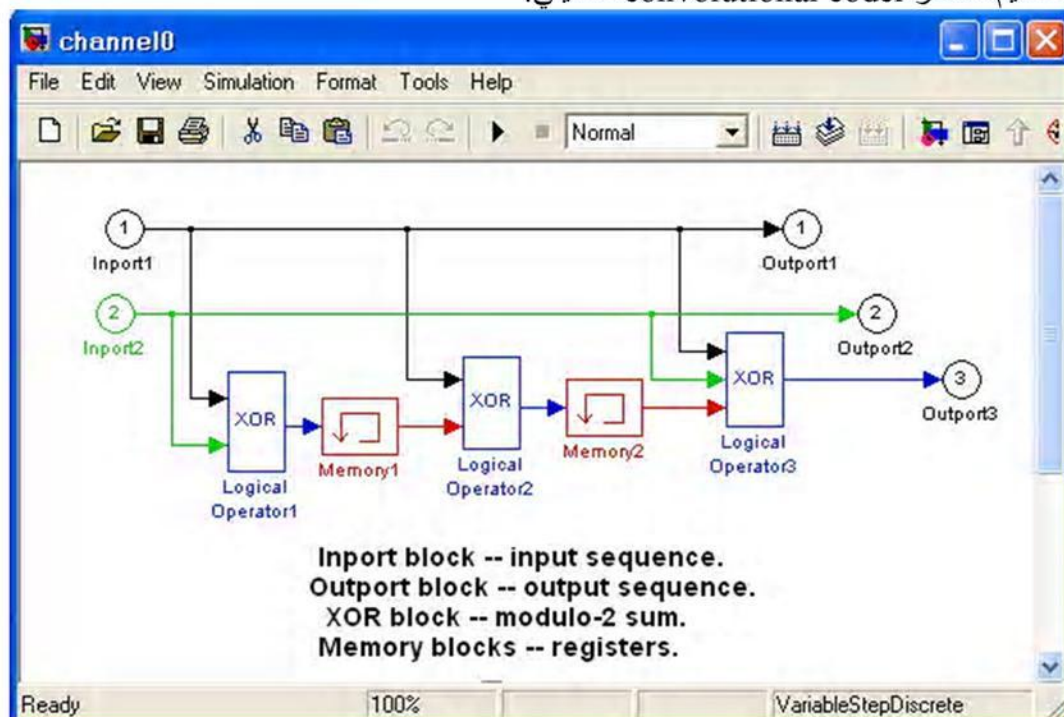 convolutional coder
channel0
File Edit View Simulation Format Tools Help
Normal
1
Inport1
1
Outport1
2
Inport2
2
Outport2
XOR
Logical
Operator1
Memory1
XOR
Logical
Operator2
Memory2
XOR
Logical
Operator3
3
Outport3
Inport block -- input sequence.
Outport block -- output sequence.
XOR block -- modulo-2 sum.
Memory blocks -- registers.
Ready 100% VariableStepDiscrete